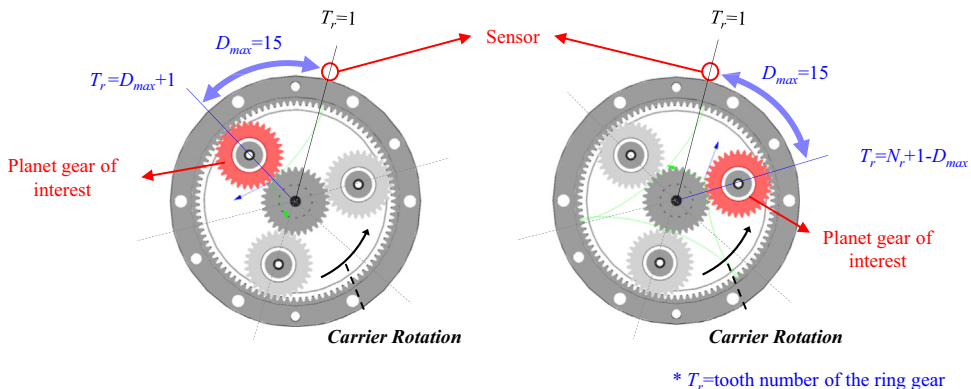 T_r=1
D_max=15
Sensor
T_r=D_max+1
Planet gear of
interest
Carrier Rotation
T_r=1
D_max=15
T_r=N_r+1-D_max
Planet gear of
interest
Carrier Rotation
* T_r=tooth number of the ring gear